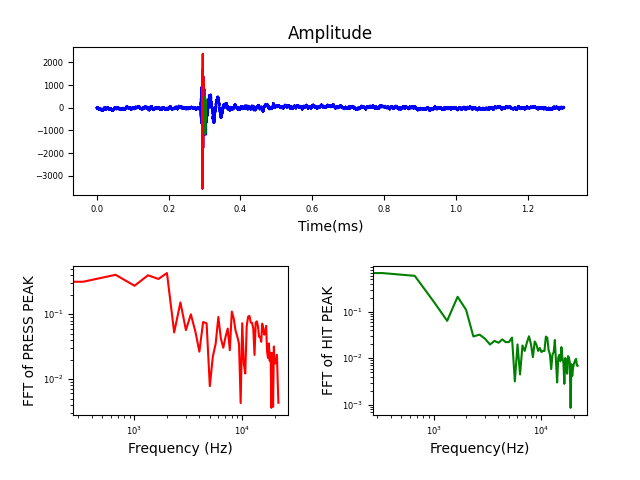 Amplitude
2000
1000
0
−1000
−2000
−3000
0.0 0.2 0.4 0.6 0.8 1.0 1.2
Time(ms)
FFT of PRESS PEAK
10⁻¹
10⁻²
10³ 10⁴
Frequency (Hz)
FFT of HIT PEAK
10⁻¹
10⁻²
10⁻³
10³ 10⁴
Frequency(Hz)